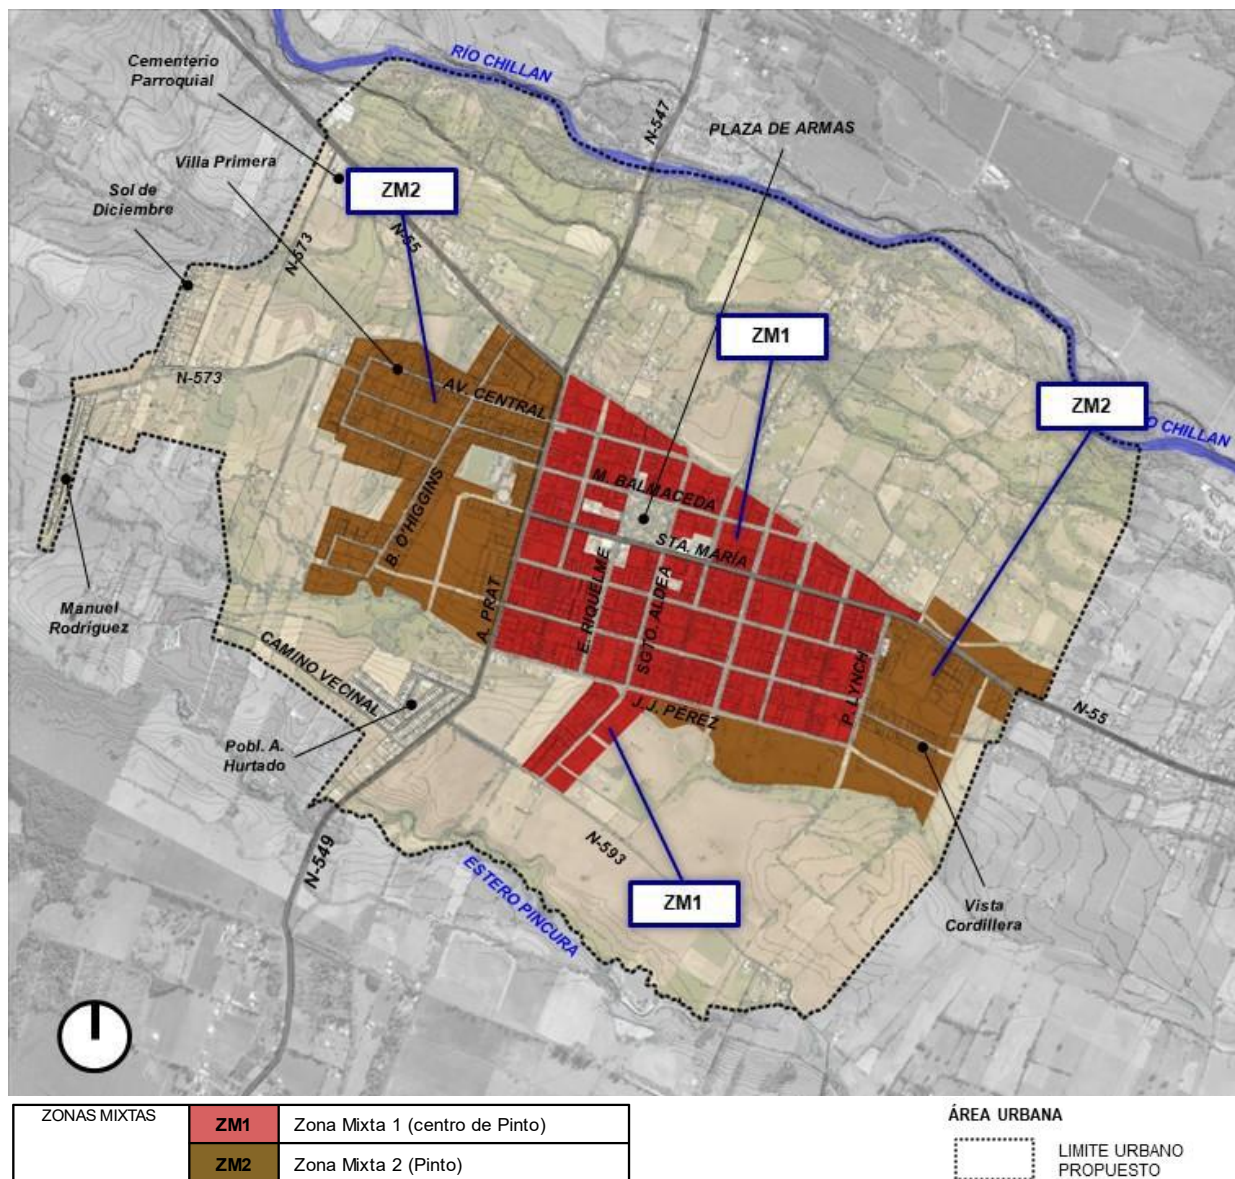 Cementerio
Parroquial
RÍO CHILLAN
N-547
PLAZA DE ARMAS
Villa Primera
ZM2
Sol de
Diciembre
N-55
N-573
ZM1
N-573
AV. CENTRAL
ZM2
O CHILLAN
M. BALMACEDA
B. O'HIGGINS
STA. MARÍA
Manuel
Rodríguez
A. PRAT
E. RIQUELME
SGTO. ALDEA
CAMINO VECINAL
P. LYNCH
J.J. PÉREZ
N-55
Pobl. A.
Hurtado
N-549
N-593
ESTERO PINCURA
ZM1
Vista
Cordillera
ZONAS MIXTAS
ZM1 Zona Mixta 1 (centro de Pinto)
ZM2 Zona Mixta 2 (Pinto)
ÁREA URBANA
LIMITE URBANO
PROPUESTO